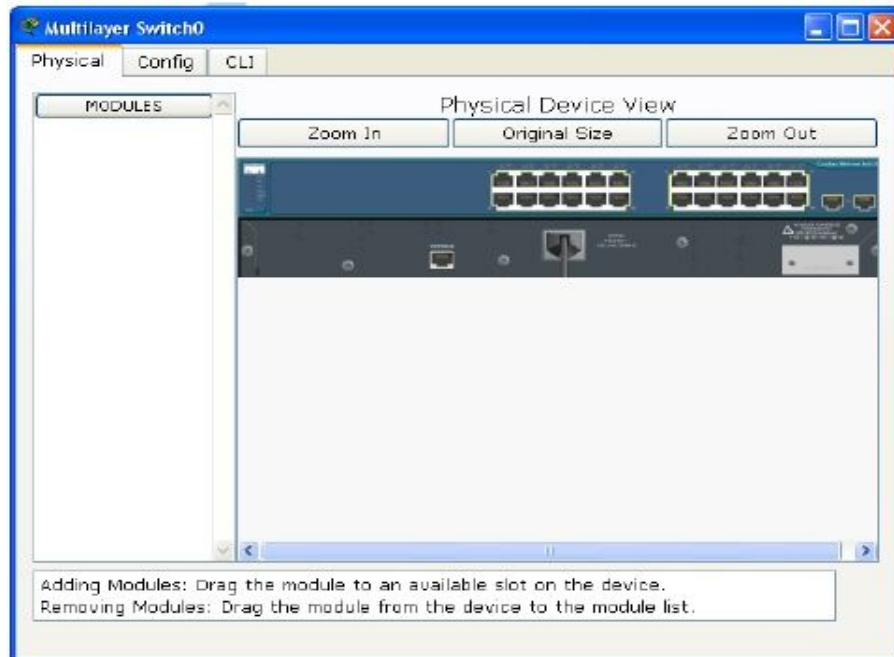 Multilayer Switch0
Physical Config CLI
MODULES
Physical Device View
Zoom In Original Size Zoom Out
Adding Modules: Drag the module to an available slot on the device.
Removing Modules: Drag the module from the device to the module list.